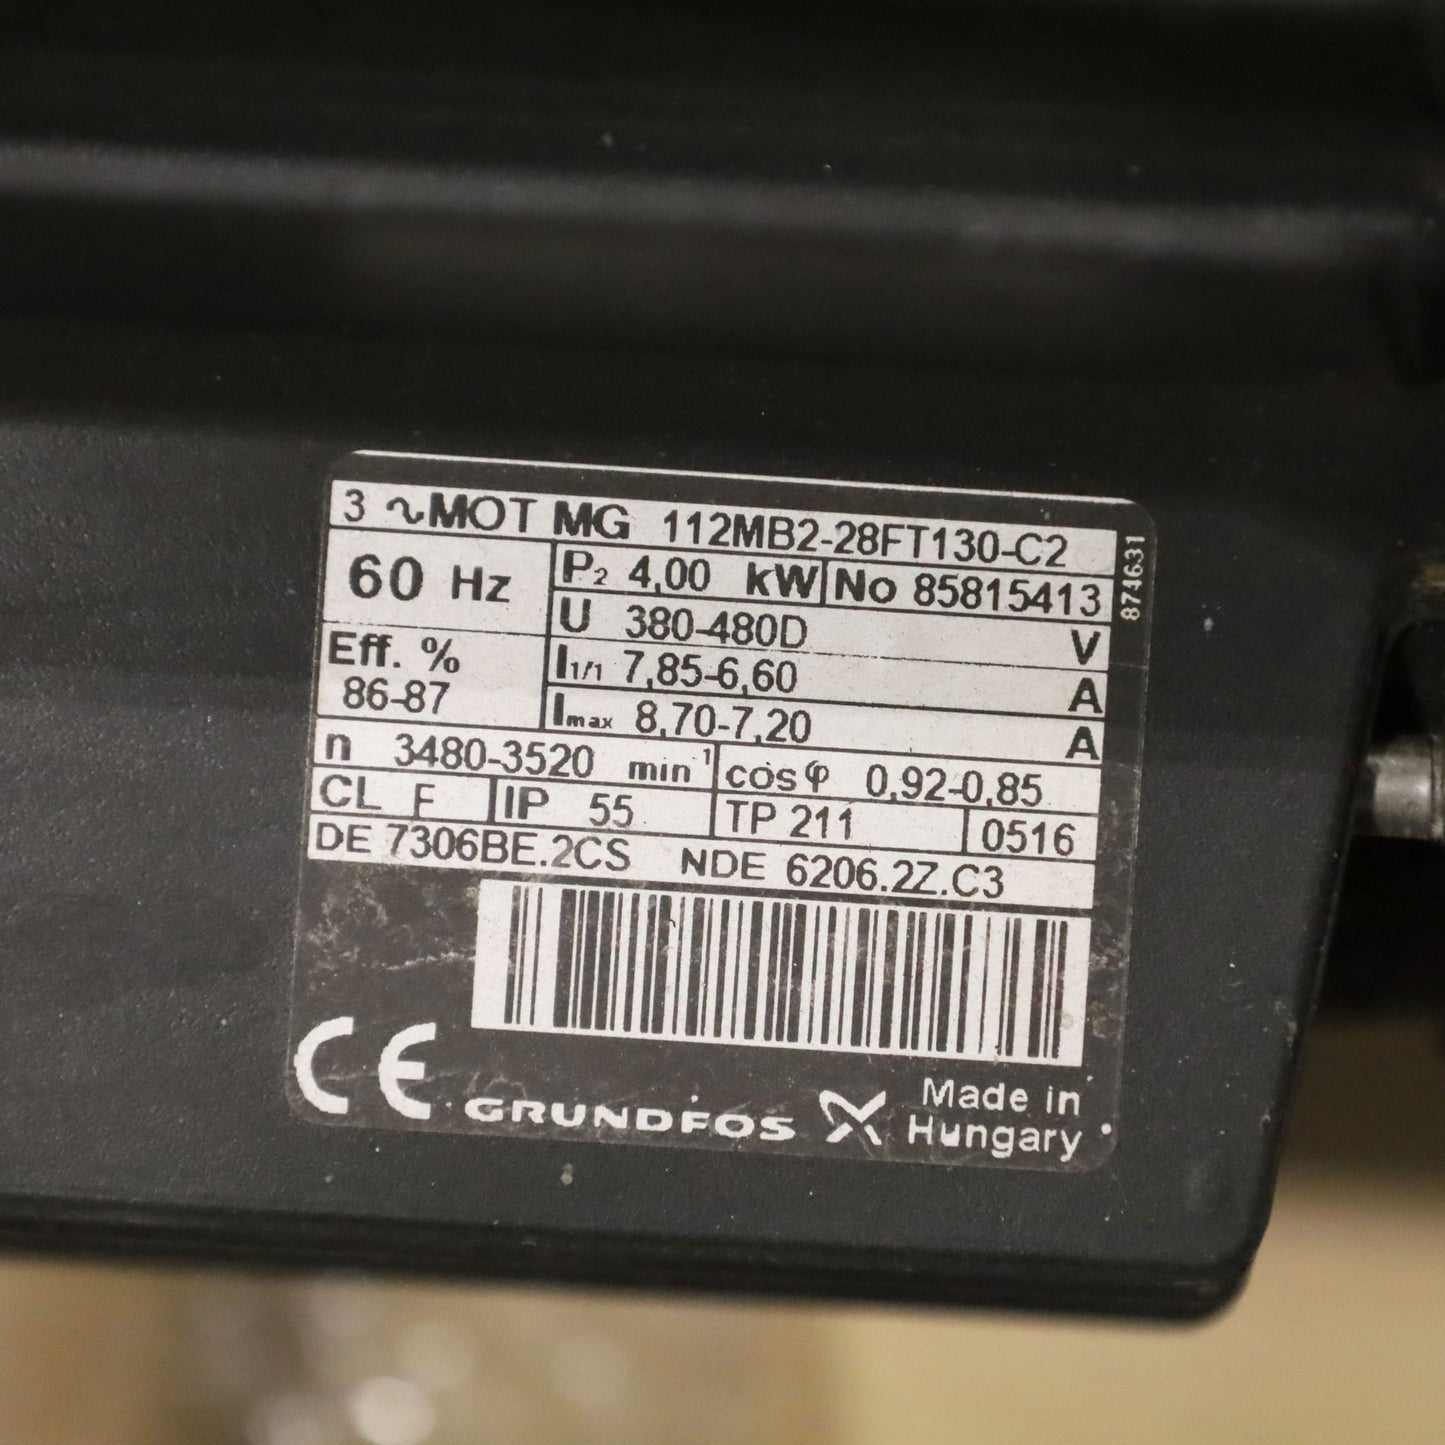 3 ~MOT MG 112MB2-28FT130-C2
60 Hz
P2 4,00 kW No 85815413
U 380-480D V
Eff. %
86-87
I1/1 7,85-6,60 A
Imax 8,70-7,20 A
n 3480-3520 min⁻¹ cosφ 0,92-0,85
CL F IP 55 TP 211 0516
DE 7306BE.2CS NDE 6206.2Z.C3
874631
CE GRUNDFOS
Made in
Hungary